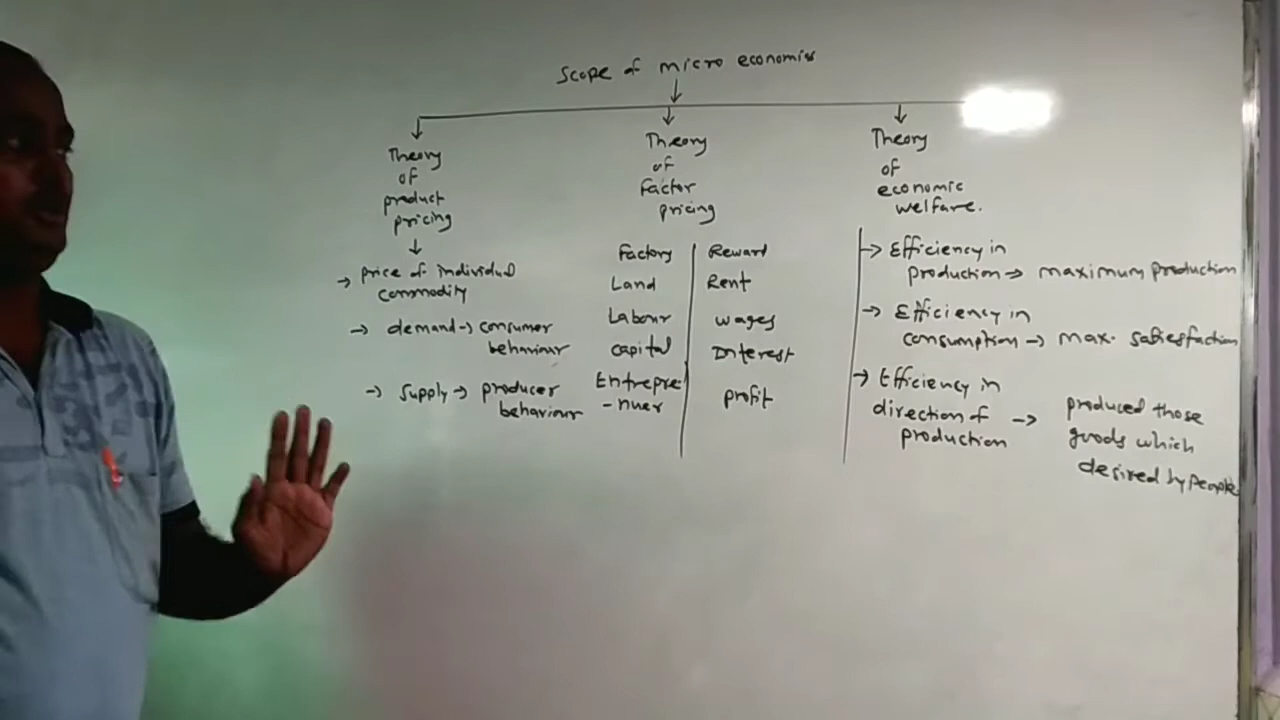 Scope of micro economics
Theory
of
product
pricing
→ price of individual
commodity
→ demand → consumer
behaviour
→ supply → producer
behaviour
Theory
of
Factor
pricing
Factory | Reward
Land | Rent
Labour | wages
capital | Interest
Entrepre | profit
-nuer
Theory
of
economic
welfare.
→ Efficiency in
production → maximum production
→ Efficiency in
consumption → max. satiesfaction
→ Efficiency in
direction of → produced those
production goods which
desired by people